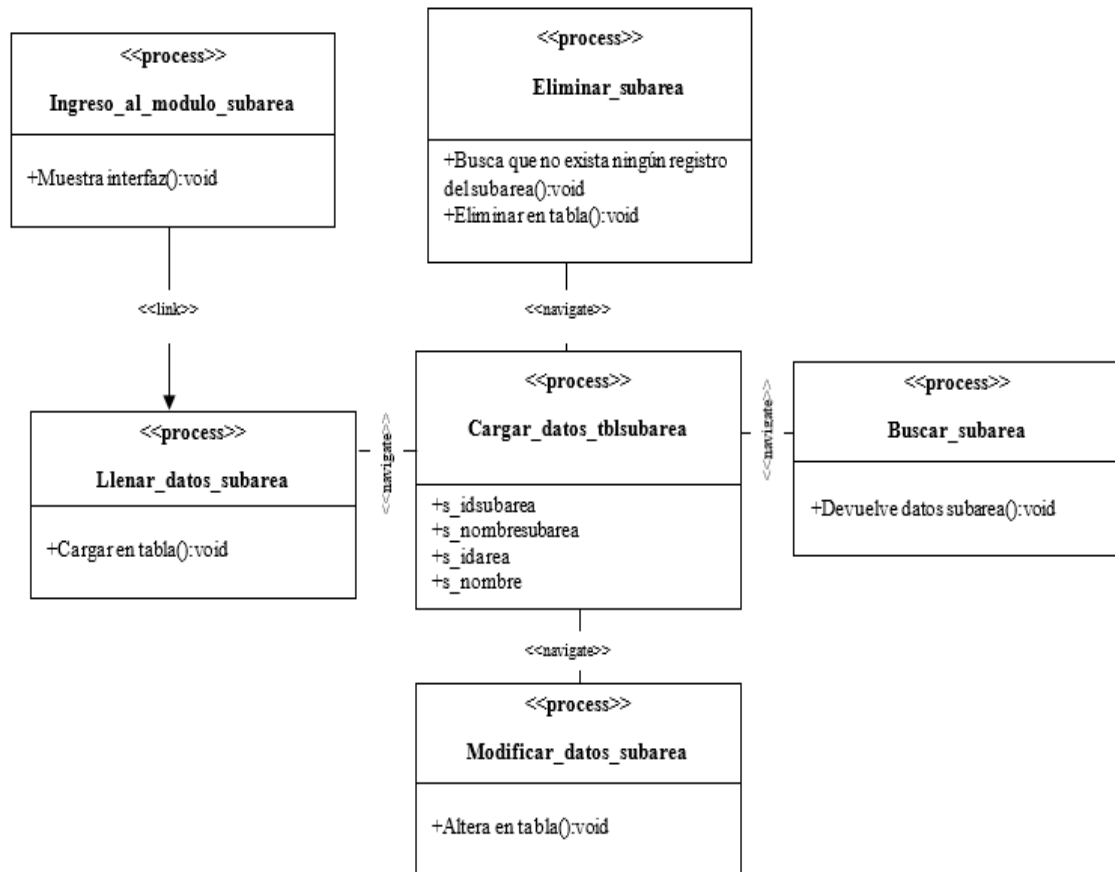 <<process>>
Ingreso_al_modulo_subarea
+Muestra interfaz():void
<<process>>
Eliminar_subarea
+Busca que no exista ningún registro
del subarea():void
+Eliminar en tabla():void
<<link>>
<<navigate>>
<<process>>
Llenar_datos_subarea
+Cargar en tabla():void
<<navigate>>
<<process>>
Cargar_datos_tblsubarea
+s_idsubarea
+s_nombresubarea
+s_idarea
+s_nombre
<<navigate>>
<<process>>
Buscar_subarea
+Devuelve datos subarea():void
<<navigate>>
<<process>>
Modificar_datos_subarea
+Altera en tabla():void